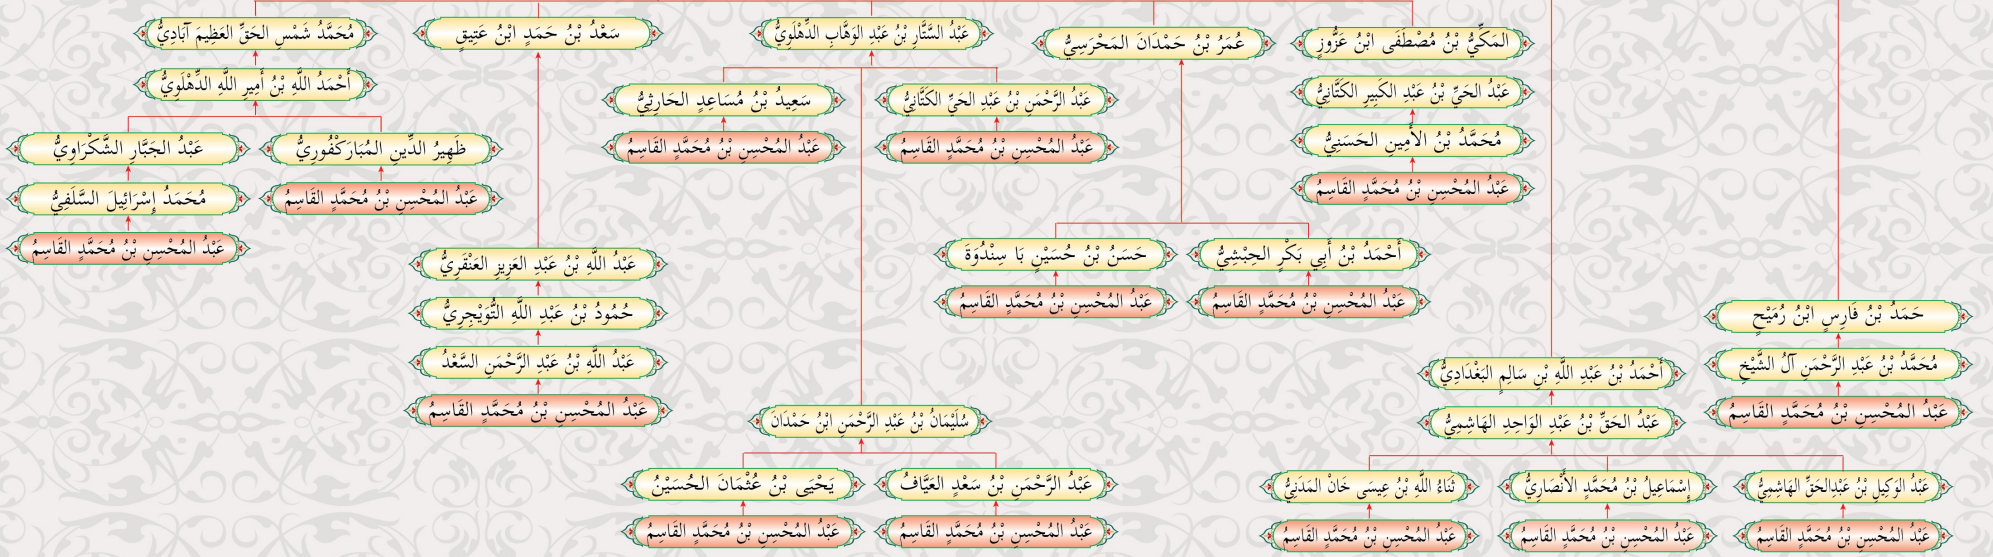 المَكِّيُّ بْنُ مُصْطَفَى ابْنُ عَزُّوزٍ
عُمَرُ بْنُ حَمْدَانَ المَحْرَسِيُّ
عَبْدُ السَّتَّارِ بْنُ عَبْدِ الوَهَّابِ الدِّهْلَوِيُّ
سَعْدُ بْنُ حَمَدِ ابْنُ عَتِيقٍ
مُحَمَّدُ شَمْسِ الحَقِّ العَظِيمَ آبَادِيُّ
عَبْدُ الحَيِّ بْنُ عَبْدِ الكَبِيرِ الكَتَّانِيُّ
عَبْدُ الرَّحْمَنِ بْنُ عَبْدِ الحَيِّ الكَتَّانِيُّ
سَعِيدُ بْنُ مُسَاعِدٍ الحَارِثِيُّ
أَحْمَدُ اللَّهِ بْنُ أَمِيرِ اللَّهِ الدِّهْلَوِيُّ
مُحَمَّدُ بْنُ الأَمِينِ الحَسَنِيُّ
عَبْدُ المُحْسِنِ بْنُ مُحَمَّدٍ القَاسِمُ
عَبْدُ المُحْسِنِ بْنُ مُحَمَّدٍ القَاسِمُ
ظَهِيرُ الدِّينِ المُبَارَكْفُورِيُّ
عَبْدُ الجَبَّارِ الشَّكْرَاوِيُّ
عَبْدُ المُحْسِنِ بْنُ مُحَمَّدٍ القَاسِمُ
عَبْدُ المُحْسِنِ بْنُ مُحَمَّدٍ القَاسِمُ
مُحَمَدُ إِسْرَائِيلَ السَّلَفِيُّ
عَبْدُ المُحْسِنِ بْنُ مُحَمَّدٍ القَاسِمُ
أَحْمَدُ بْنُ أَبِي بَكْرٍ الحِبْشِيُّ
حَسَنُ بْنُ حُسَيْنٍ بَا سِنْدُوَةَ
عَبْدُ اللَّهِ بْنُ عَبْدِ العَزِيزِ العَنْقَرِيُّ
عَبْدُ المُحْسِنِ بْنُ مُحَمَّدٍ القَاسِمُ
عَبْدُ المُحْسِنِ بْنُ مُحَمَّدٍ القَاسِمُ
حُمُودُ بْنُ عَبْدِ اللَّهِ التُّوَيْجِرِيُّ
حَمَدُ بْنُ فَارِسٍ ابْنُ رُمَيْحٍ
عَبْدُ اللَّهِ بْنُ عَبْدِ الرَّحْمَنِ السَّعْدُ
مُحَمَّدُ بْنُ عَبْدِ الرَّحْمَنِ آلُ الشَّيْخِ
أَحْمَدُ بْنُ عَبْدِ اللَّهِ بْنِ سَالِمٍ البَغْدَادِيُّ
عَبْدُ المُحْسِنِ بْنُ مُحَمَّدٍ القَاسِمُ
عَبْدُ المُحْسِنِ بْنُ مُحَمَّدٍ القَاسِمُ
عَبْدُ الحَقِّ بْنُ عَبْدِ الوَاحِدِ الهَاشِمِيُّ
سُلَيْمَانُ بْنُ عَبْدِ الرَّحْمَنِ ابْنُ حَمْدَانَ
عَبْدُ الوَكِيلِ بْنُ عَبْدِالحَقِّ الهَاشِمِيُّ
إِسْمَاعِيلُ بْنُ مُحَمَّدٍ الأَنْصَارِيُّ
ثَنَاءُ اللَّهِ بْنُ عِيسَى خَانْ المَدَنِيُّ
عَبْدُ الرَّحْمَنِ بْنُ سَعْدٍ العَيَّافُ
يَحْيَى بْنُ عُثْمَانَ الحُسَيْنُ
عَبْدُ المُحْسِنِ بْنُ مُحَمَّدٍ القَاسِمُ
عَبْدُ المُحْسِنِ بْنُ مُحَمَّدٍ القَاسِمُ
عَبْدُ المُحْسِنِ بْنُ مُحَمَّدٍ القَاسِمُ
عَبْدُ المُحْسِنِ بْنُ مُحَمَّدٍ القَاسِمُ
عَبْدُ المُحْسِنِ بْنُ مُحَمَّدٍ القَاسِمُ